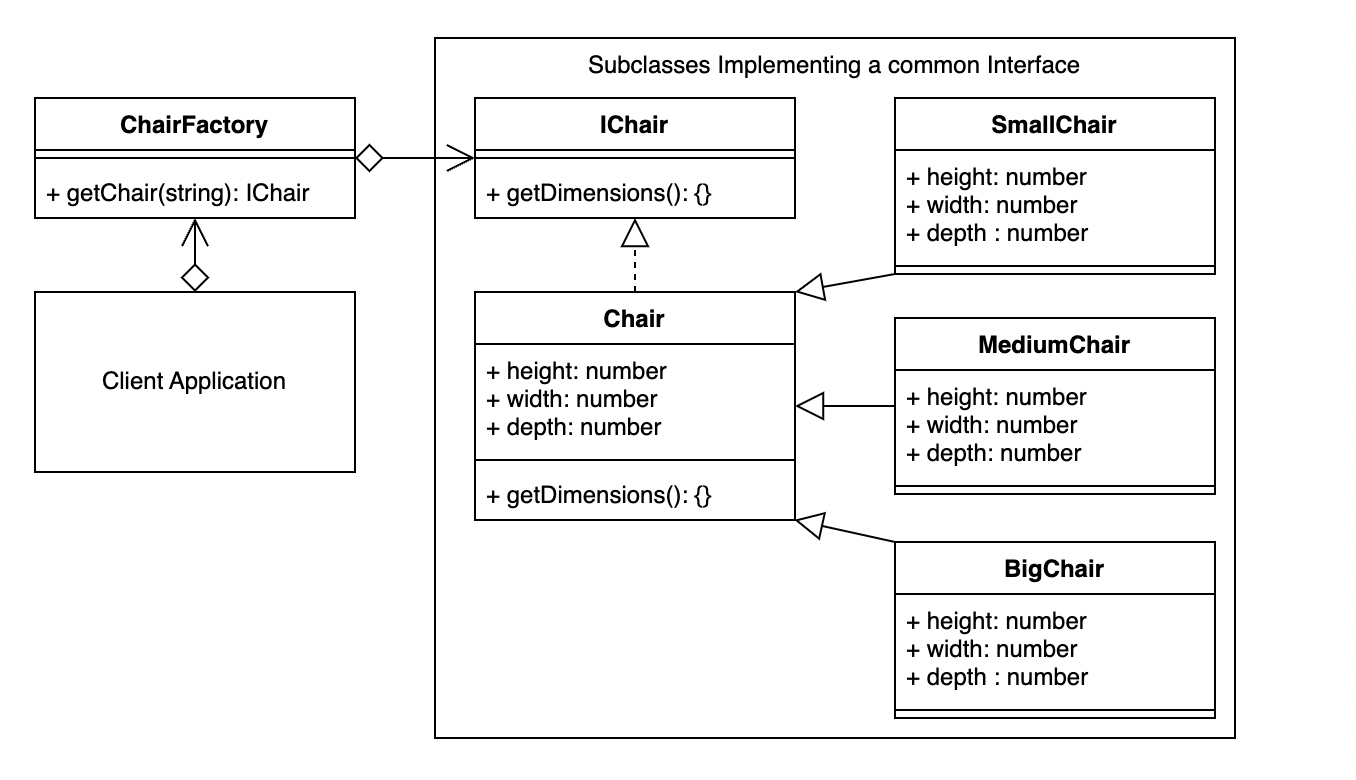 Subclasses Implementing a common Interface
ChairFactory
+ getChair(string): IChair
Client Application
IChair
+ getDimensions(): {}
Chair
+ height: number
+ width: number
+ depth: number
+ getDimensions(): {}
SmallChair
+ height: number
+ width: number
+ depth : number
MediumChair
+ height: number
+ width: number
+ depth: number
BigChair
+ height: number
+ width: number
+ depth : number